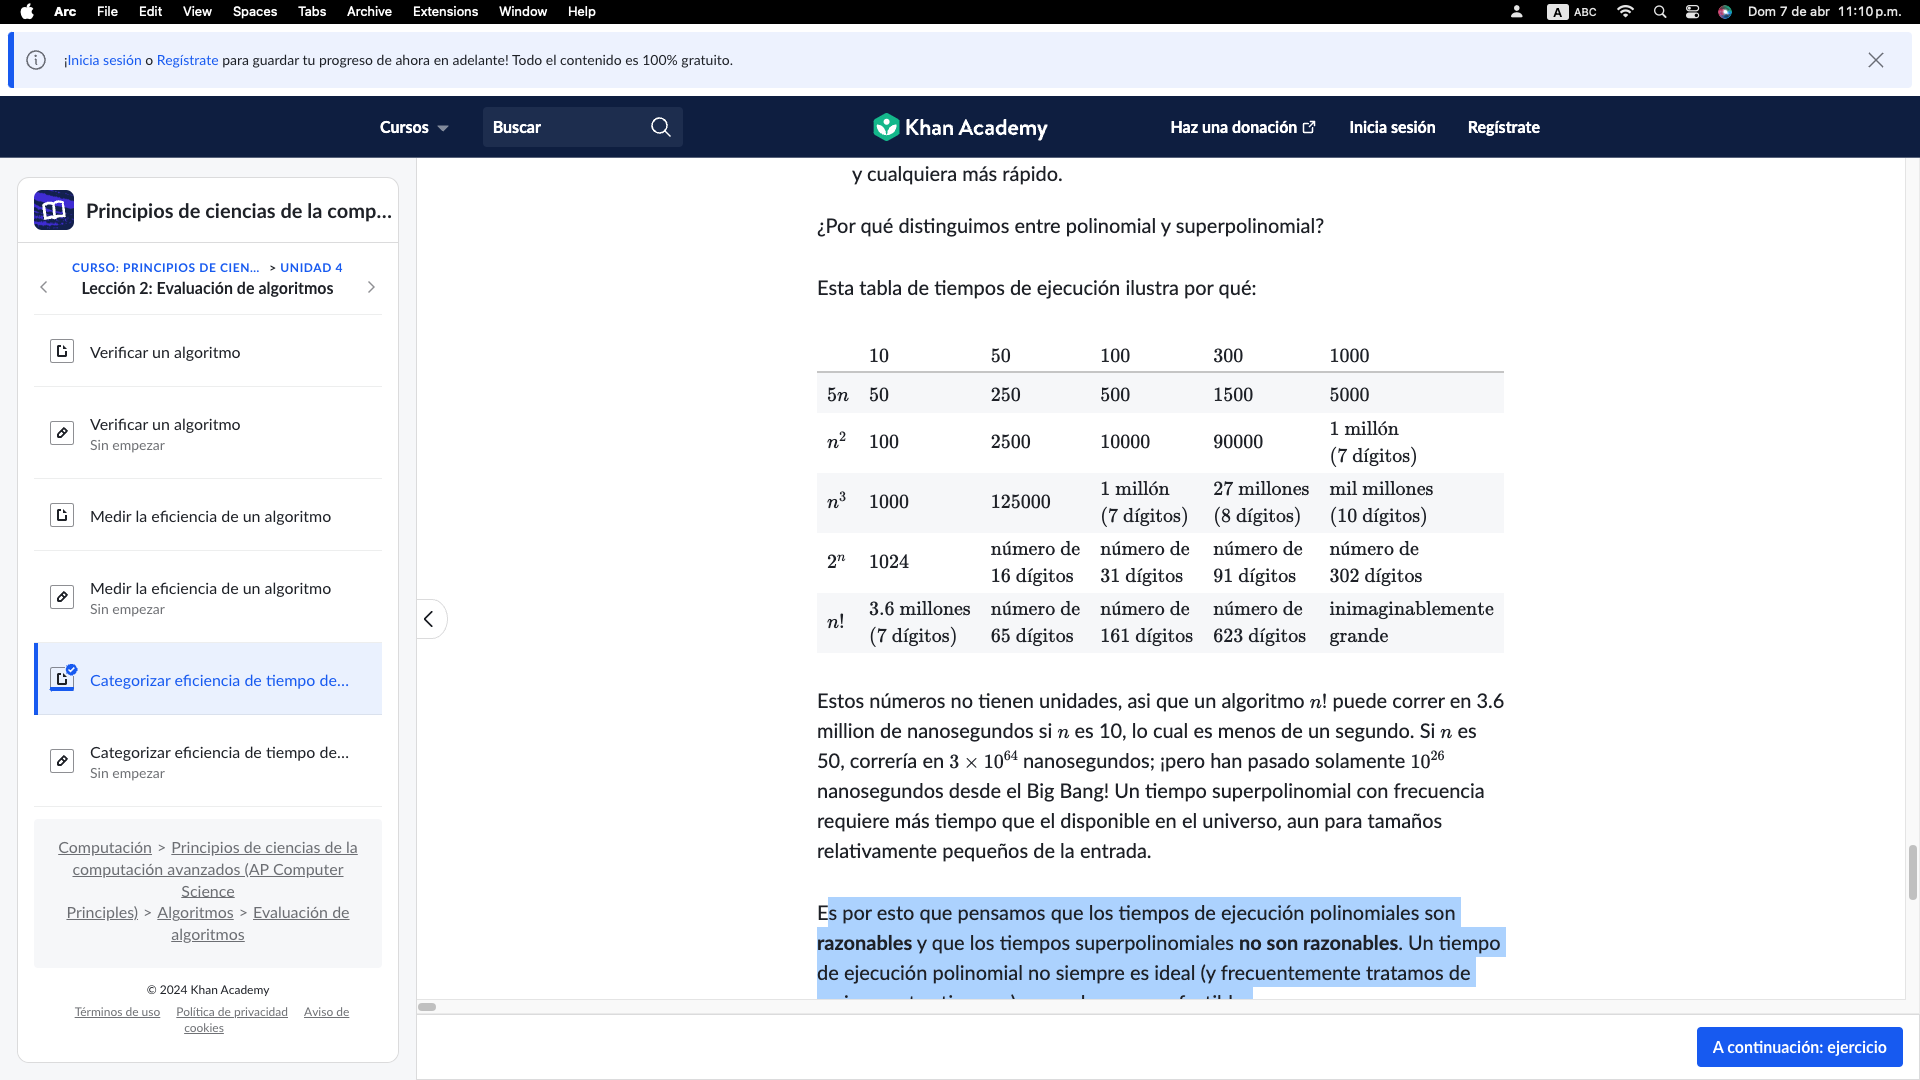 Arc File Edit View Spaces Tabs Archive Extensions Window Help A ABC Dom 7 de abr 11:10 p.m.
¡Inicia sesión o Regístrate para guardar tu progreso de ahora en adelante! Todo el contenido es 100% gratuito.
Cursos Buscar Khan Academy Haz una donación Inicia sesión Regístrate
Principios de ciencias de la comp...
CURSO: PRINCIPIOS DE CIEN... > UNIDAD 4
Lección 2: Evaluación de algoritmos
Verificar un algoritmo
Verificar un algoritmo
Sin empezar
Medir la eficiencia de un algoritmo
Medir la eficiencia de un algoritmo
Sin empezar
Categorizar eficiencia de tiempo de...
Categorizar eficiencia de tiempo de...
Sin empezar
Computación > Principios de ciencias de la
computación avanzados (AP Computer
Science
Principles) > Algoritmos > Evaluación de
algoritmos
© 2024 Khan Academy
Términos de uso Política de privacidad Aviso de
cookies
y cualquiera más rápido.
¿Por qué distinguimos entre polinomial y superpolinomial?
Esta tabla de tiempos de ejecución ilustra por qué:
10 50 100 300 1000
5n 50 250 500 1500 5000
n² 100 2500 10000 90000 1 millón (7 dígitos)
n³ 1000 125000 1 millón (7 dígitos) 27 millones (8 dígitos) mil millones (10 dígitos)
2ⁿ 1024 número de 16 dígitos número de 31 dígitos número de 91 dígitos número de 302 dígitos
n! 3.6 millones (7 dígitos) número de 65 dígitos número de 161 dígitos número de 623 dígitos inimaginablemente grande
Estos números no tienen unidades, asi que un algoritmo n! puede correr en 3.6
million de nanosegundos si n es 10, lo cual es menos de un segundo. Si n es
50, correría en 3 × 10⁶⁴ nanosegundos; ¡pero han pasado solamente 10²⁶
nanosegundos desde el Big Bang! Un tiempo superpolinomial con frecuencia
requiere más tiempo que el disponible en el universo, aun para tamaños
relativamente pequeños de la entrada.
Es por esto que pensamos que los tiempos de ejecución polinomiales son
razonables y que los tiempos superpolinomiales no son razonables. Un tiempo
de ejecución polinomial no siempre es ideal (y frecuentemente tratamos de
A continuación: ejercicio